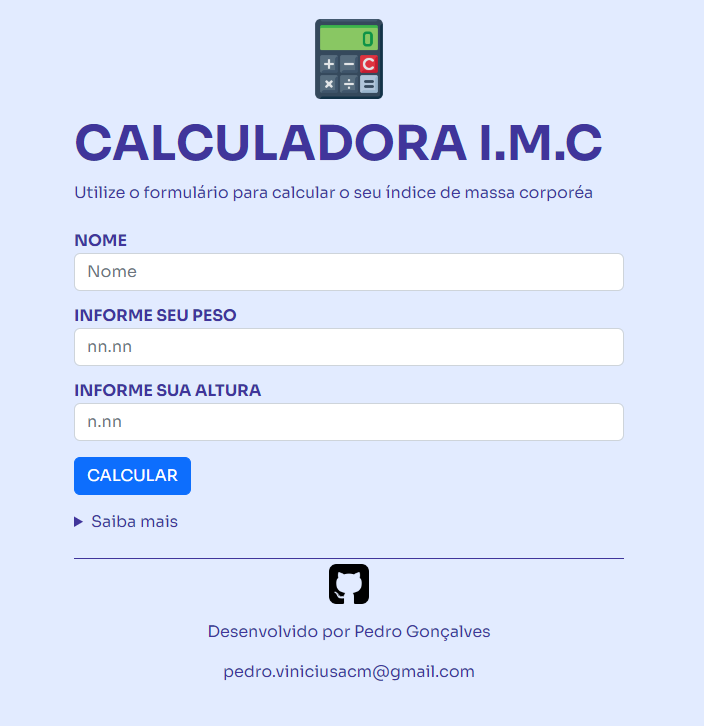 0
+ − C
× ÷ =
CALCULADORA I.M.C
Utilize o formulário para calcular o seu índice de massa corporéa
NOME
Nome
INFORME SEU PESO
nn.nn
INFORME SUA ALTURA
n.nn
CALCULAR
Saiba mais
Desenvolvido por Pedro Gonçalves
pedro.viniciusacm@gmail.com